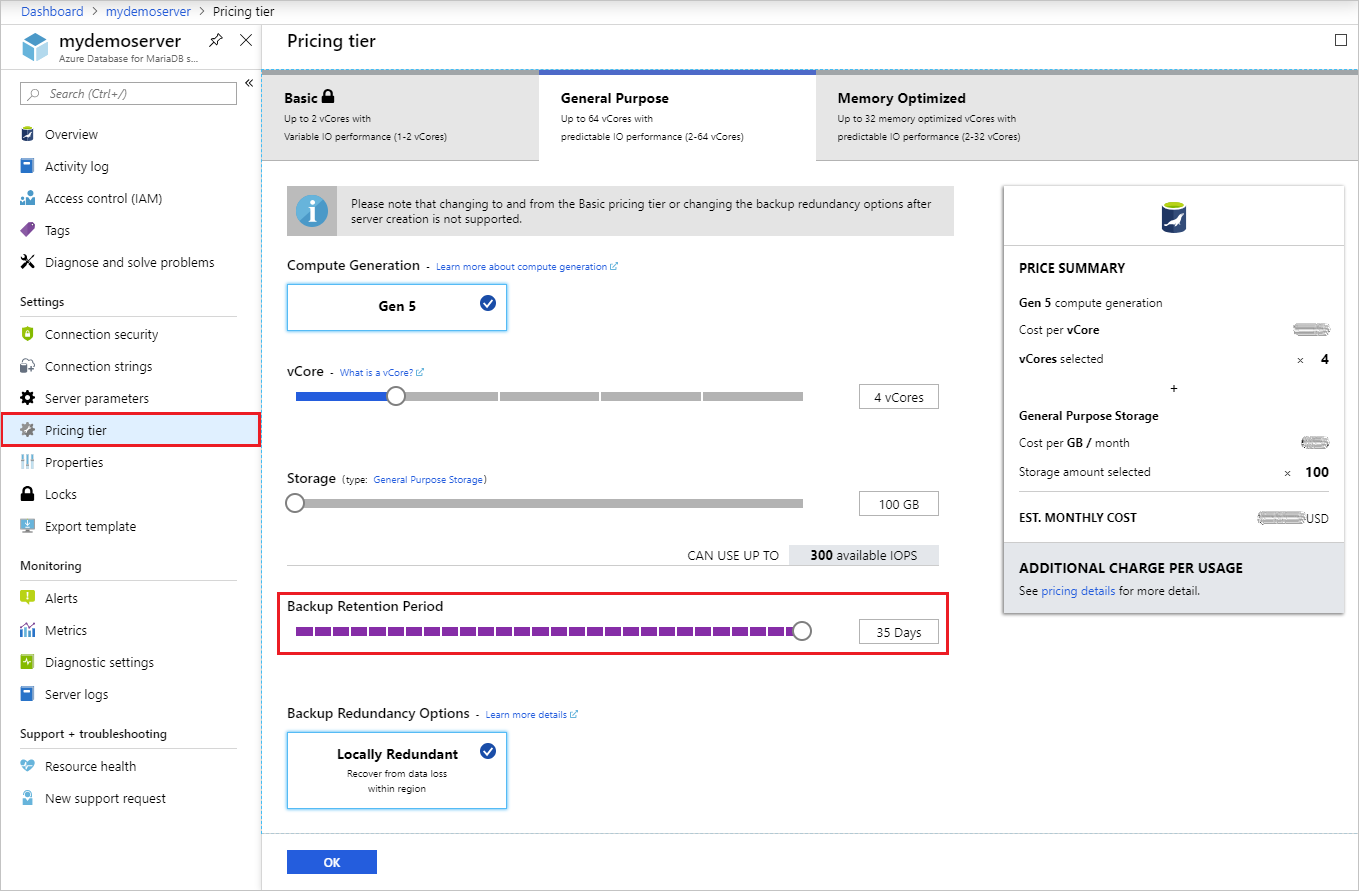 Dashboard > mydemoserver > Pricing tier
mydemoserver
Azure Database for MariaDB s...
Search (Ctrl+/)
«
Overview
Activity log
Access control (IAM)
Tags
Diagnose and solve problems
Settings
Connection security
Connection strings
Server parameters
Pricing tier
Properties
Locks
Export template
Monitoring
Alerts
Metrics
Diagnostic settings
Server logs
Support + troubleshooting
Resource health
New support request
Pricing tier
Basic
Up to 2 vCores with
Variable IO performance (1-2 vCores)
General Purpose
Up to 64 vCores with
predictable IO performance (2-64 vCores)
Memory Optimized
Up to 32 memory optimized vCores with
predictable IO performance (2-32 vCores)
Please note that changing to and from the Basic pricing tier or changing the backup redundancy options after
server creation is not supported.
Compute Generation - Learn more about compute generation
Gen 5
vCore - What is a vCore?
4 vCores
Storage (type: General Purpose Storage)
100 GB
CAN USE UP TO 300 available IOPS
Backup Retention Period
35 Days
Backup Redundancy Options - Learn more details
Locally Redundant
Recover from data loss
within region
OK
PRICE SUMMARY
Gen 5 compute generation
Cost per vCore
vCores selected × 4
+
General Purpose Storage
Cost per GB / month
Storage amount selected × 100
EST. MONTHLY COST USD
ADDITIONAL CHARGE PER USAGE
See pricing details for more detail.